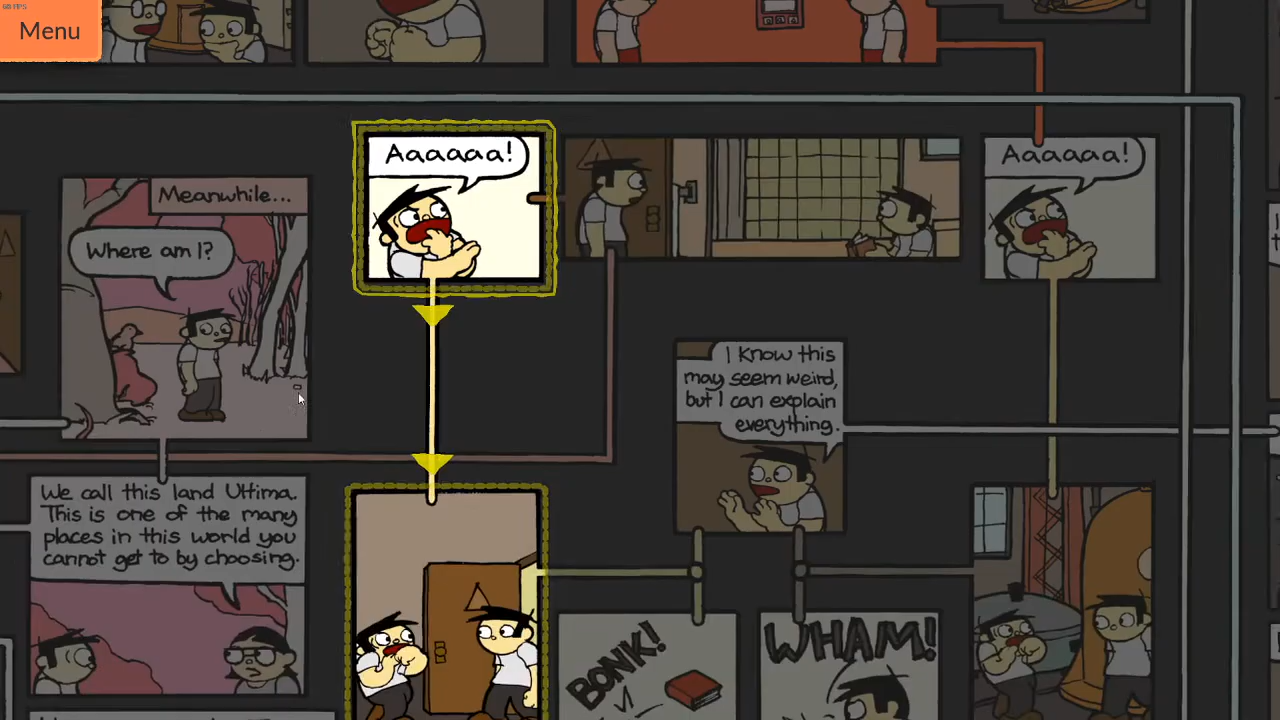 60 FPS
Menu
Aaaaaa!
Aaaaaa!
Meanwhile...
Where am I?
I know this
may seem weird,
but I can explain
everything.
We call this land Ultima.
This is one of the many
places in this world you
cannot get to by choosing.
BONK!
WHAM!